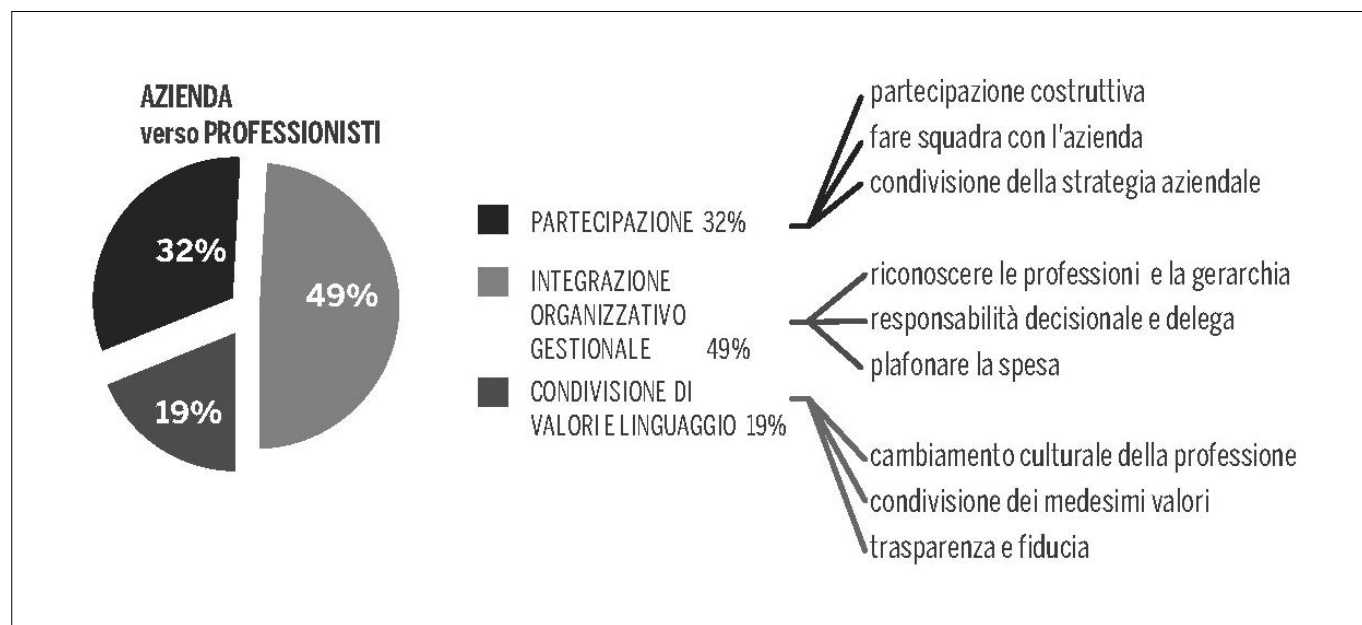 AZIENDA
verso PROFESSIONISTI
32%
49%
19%
PARTECIPAZIONE 32%
INTEGRAZIONE
ORGANIZZATIVO
GESTIONALE 49%
CONDIVISIONE DI
VALORI E LINGUAGGIO 19%
partecipazione costruttiva
fare squadra con l'azienda
condivisione della strategia aziendale
riconoscere le professioni e la gerarchia
responsabilità decisionale e delega
plafonare la spesa
cambiamento culturale della professione
condivisione dei medesimi valori
trasparenza e fiducia